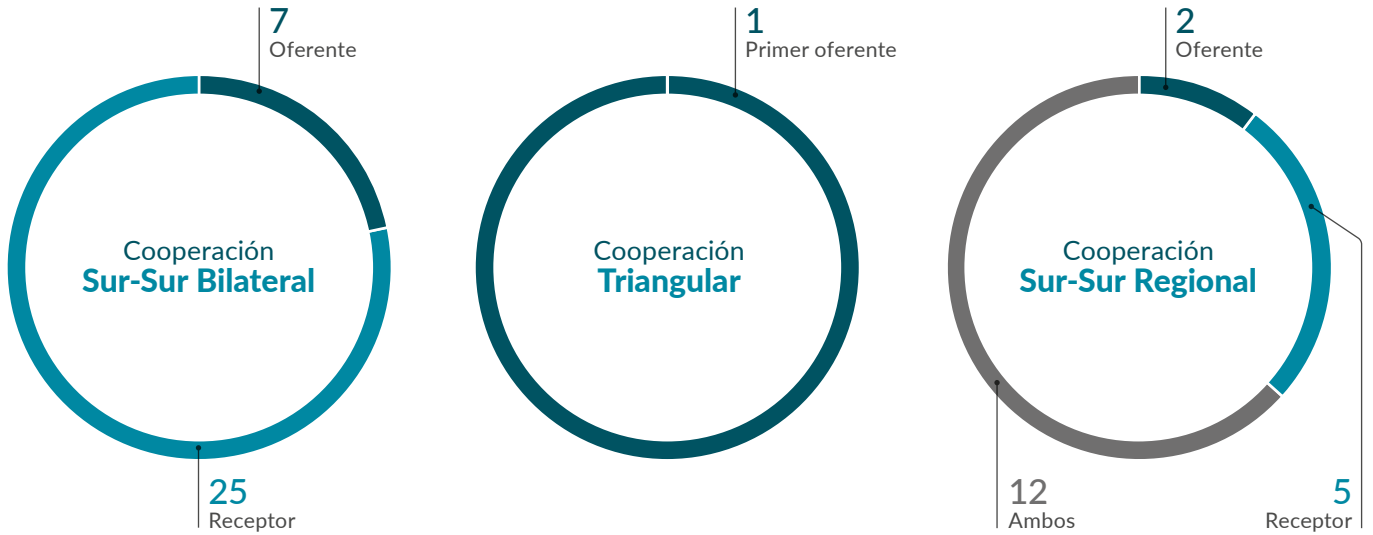 7
Oferente
Cooperación
Sur-Sur Bilateral
25
Receptor
1
Primer oferente
Cooperación
Triangular
2
Oferente
Cooperación
Sur-Sur Regional
12
Ambos
5
Receptor